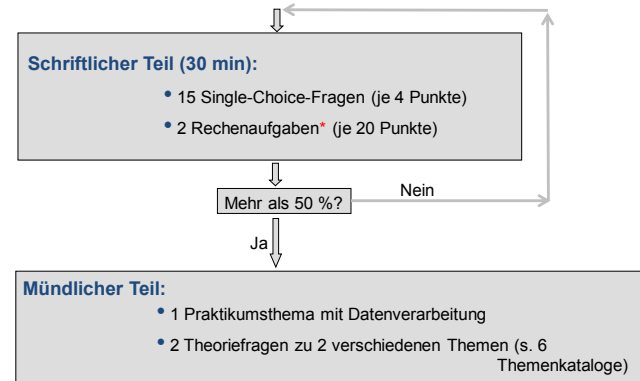 Schriftlicher Teil (30 min):
• 15 Single-Choice-Fragen (je 4 Punkte)
• 2 Rechenaufgaben* (je 20 Punkte)
Mehr als 50 %?
Nein
Ja
Mündlicher Teil:
• 1 Praktikumsthema mit Datenverarbeitung
• 2 Theoriefragen zu 2 verschiedenen Themen (s. 6
Themenkataloge)